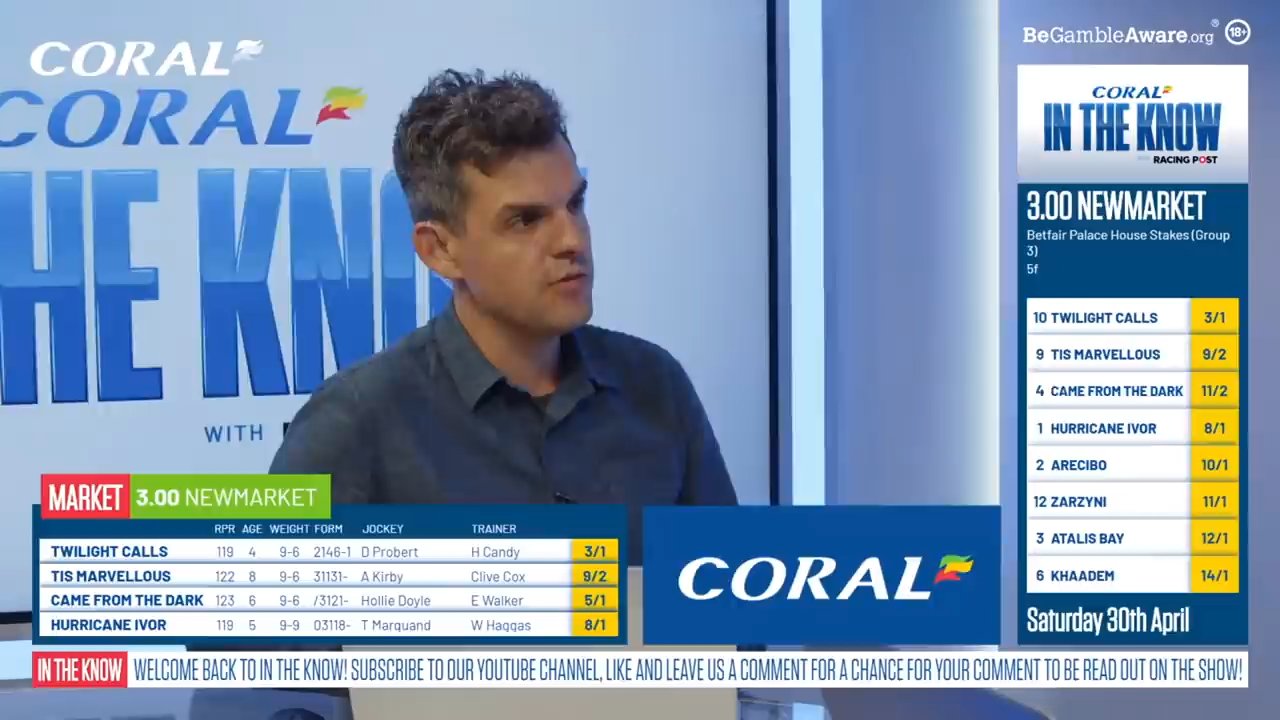 CORAL
CORAL
HE KNO
WITH
BeGambleAware.org® 18+
CORAL
IN THE KNOW
WITH RACING POST
3.00 NEWMARKET
Betfair Palace House Stakes (Group
3)
5f
10 TWILIGHT CALLS 3/1
9 TIS MARVELLOUS 9/2
4 CAME FROM THE DARK 11/2
1 HURRICANE IVOR 8/1
2 ARECIBO 10/1
12 ZARZYNI 11/1
3 ATALIS BAY 12/1
6 KHAADEM 14/1
Saturday 30th April
MARKET 3.00 NEWMARKET
RPR AGE WEIGHT FORM JOCKEY TRAINER
TWILIGHT CALLS 119 4 9-6 2146-1 D Probert H Candy 3/1
TIS MARVELLOUS 122 8 9-6 31131- A Kirby Clive Cox 9/2
CAME FROM THE DARK 123 6 9-6 /3121- Hollie Doyle E Walker 5/1
HURRICANE IVOR 119 5 9-9 03118- T Marquand W Haggas 8/1
CORAL
IN THE KNOW WELCOME BACK TO IN THE KNOW! SUBSCRIBE TO OUR YOUTUBE CHANNEL, LIKE AND LEAVE US A COMMENT FOR A CHANCE FOR YOUR COMMENT TO BE READ OUT ON THE SHOW!